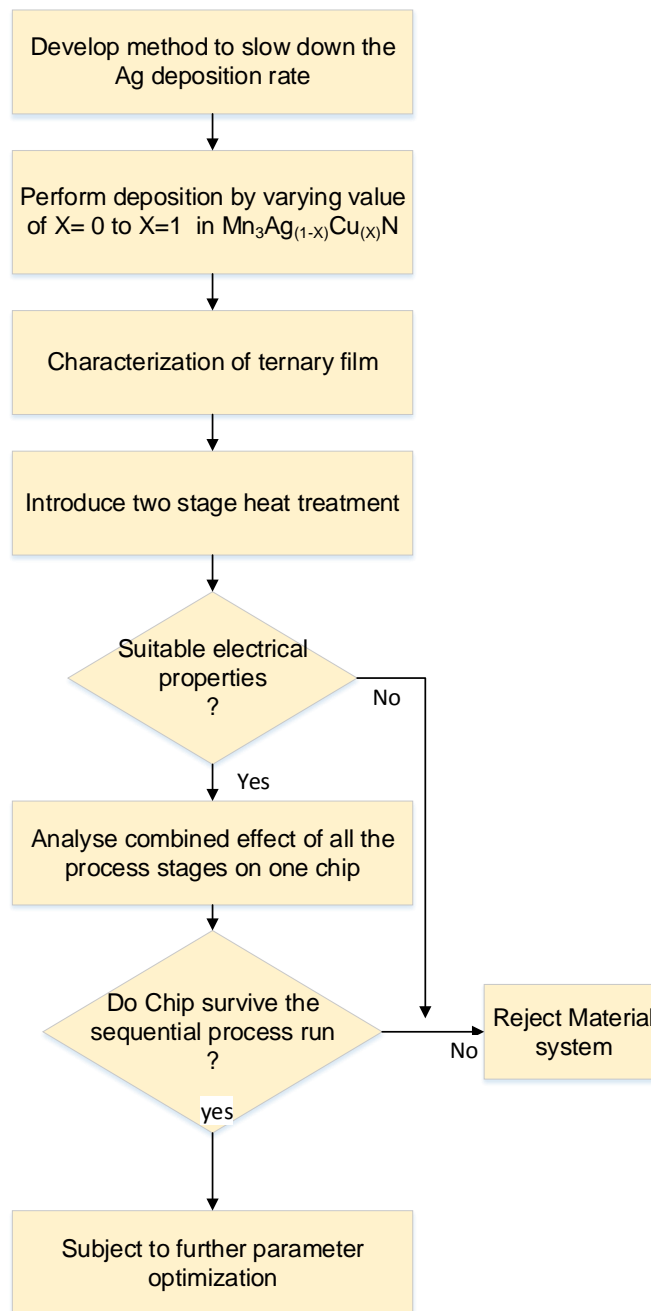 Develop method to slow down the
Ag deposition rate
Perform deposition by varying value
of X= 0 to X=1 in Mn₃Ag₍₁₋ₓ₎Cu₍ₓ₎N
Characterization of ternary film
Introduce two stage heat treatment
Suitable electrical
properties
?
No
Yes
Analyse combined effect of all the
process stages on one chip
Do Chip survive the
sequential process run
?
No
Reject Material
system
yes
Subject to further parameter
optimization